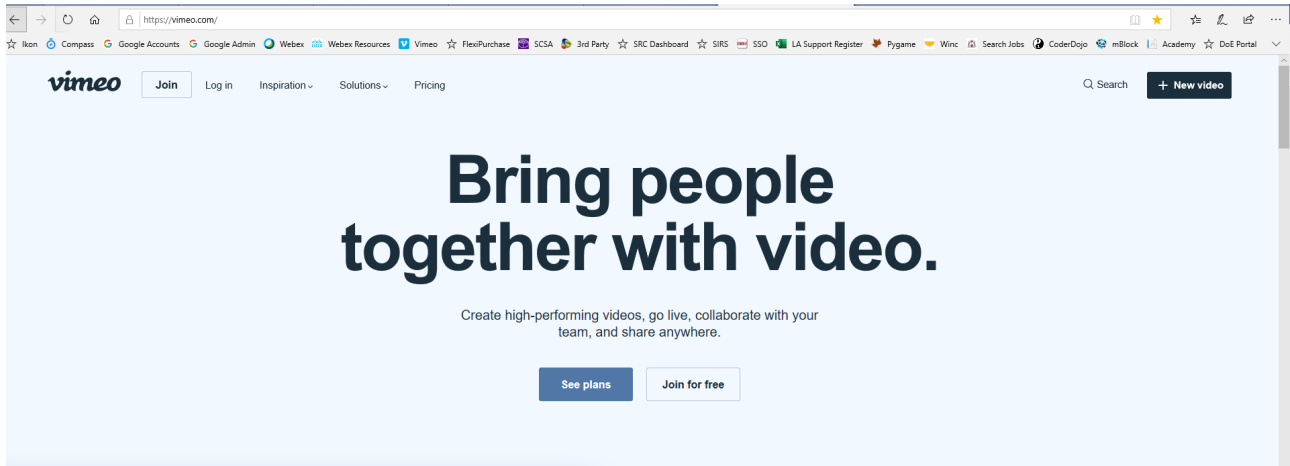 https://vimeo.com/
Ikon Compass Google Accounts Google Admin Webex Webex Resources Vimeo FlexiPurchase SCSA 3rd Party SRC Dashboard SIRS SSO LA Support Register Pygame Winc Search Jobs CoderDojo mBlock Academy DoE Portal
vimeo Join Log in Inspiration Solutions Pricing Search + New video
Bring people
together with video.
Create high-performing videos, go live, collaborate with your
team, and share anywhere.
See plans Join for free